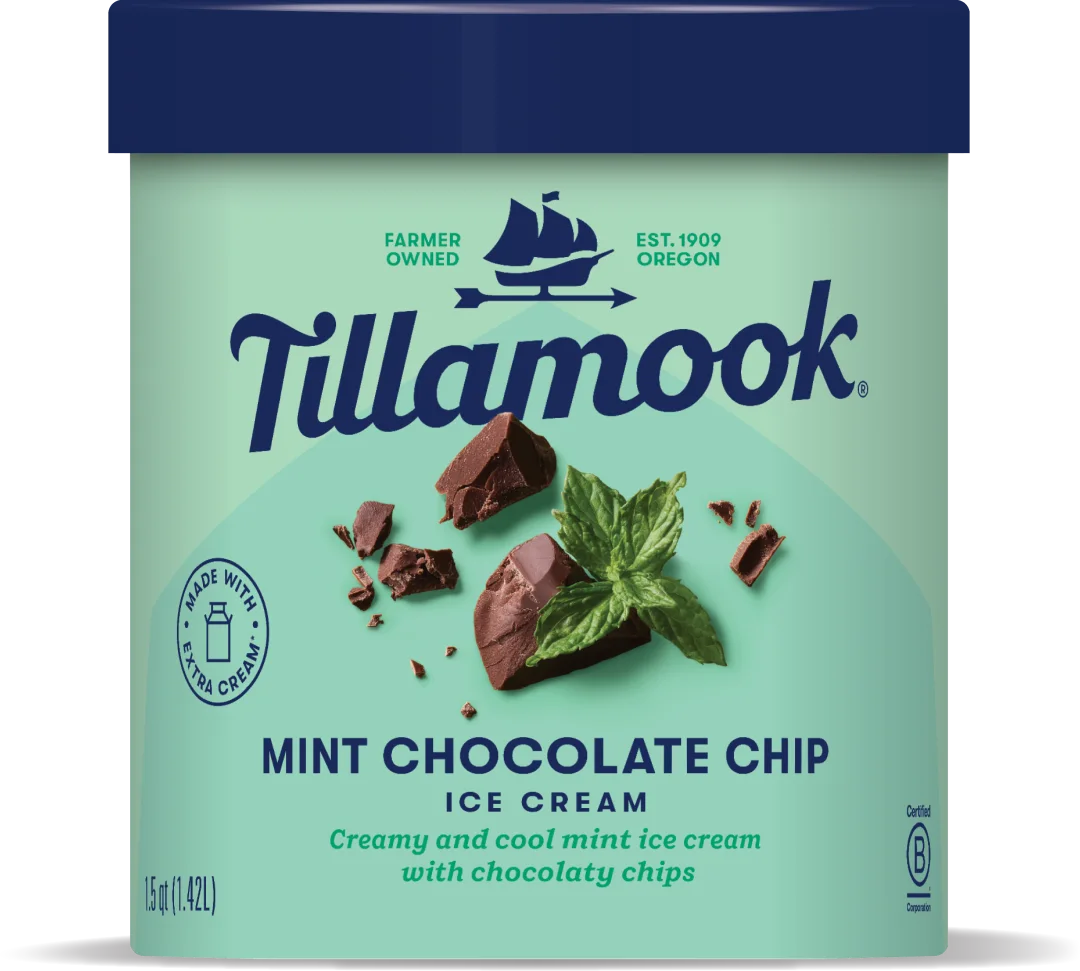 FARMER OWNED
EST. 1909 OREGON
Tillamook®
MADE WITH EXTRA CREAM*
MINT CHOCOLATE CHIP
ICE CREAM
Creamy and cool mint ice cream
with chocolaty chips
1.5 qt (1.42L)
Certified
B
Corporation